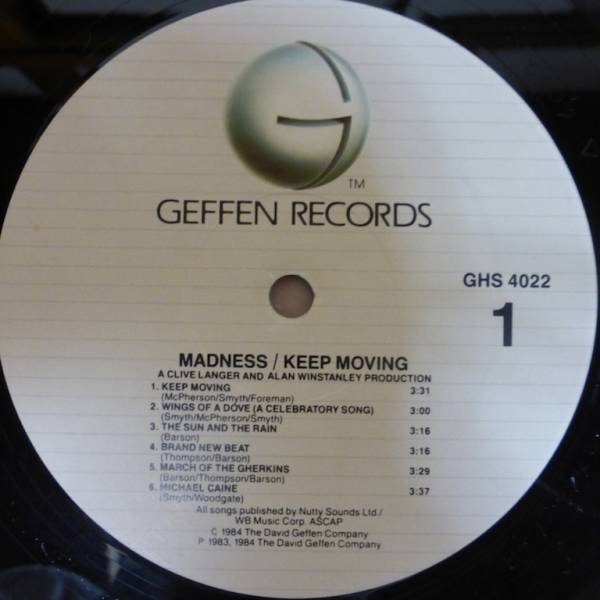 G
TM
GEFFEN RECORDS
GHS 4022
1
MADNESS / KEEP MOVING
A CLIVE LANGER AND ALAN WINSTANLEY PRODUCTION
1. KEEP MOVING 3:31
(McPherson/Smyth/Foreman)
2. WINGS OF A DOVE (A CELEBRATORY SONG) 3:00
(Smyth/McPherson/Smyth)
3. THE SUN AND THE RAIN 3:16
(Barson)
4. BRAND NEW BEAT 3:16
(Thompson/Barson)
5. MARCH OF THE GHERKINS 3:29
(Barson/Thompson/Barson)
6. MICHAEL CAINE 3:37
(Smyth/Woodgate)
All songs published by Nutty Sounds Ltd /
WB Music Corp. ASCAP
© 1984 The David Geffen Company
℗ 1983, 1984 The David Geffen Company